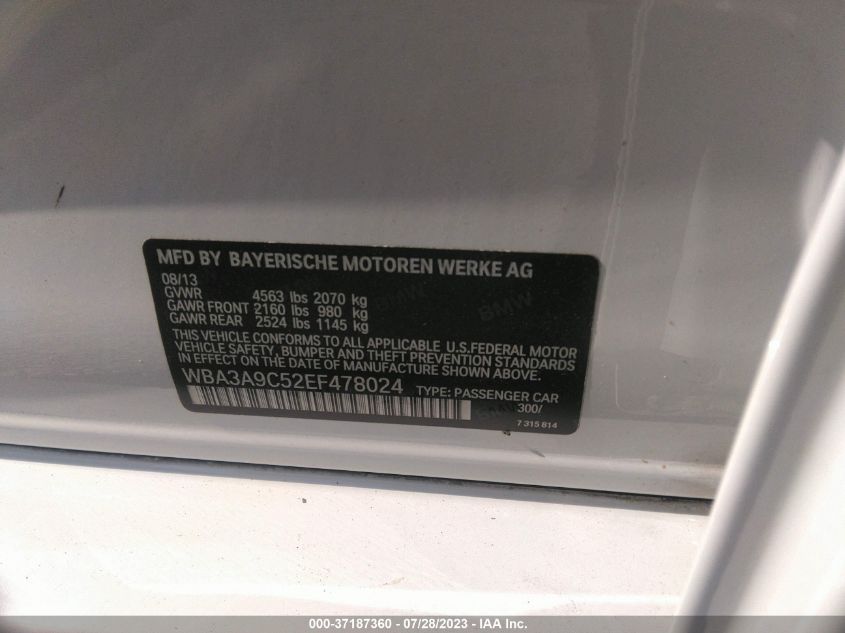 MFD BY BAYERISCHE MOTOREN WERKE AG
08/13
GVWR 4563 lbs 2070 kg
GAWR FRONT 2160 lbs 980 kg
GAWR REAR 2524 lbs 1145 kg
THIS VEHICLE CONFORMS TO ALL APPLICABLE U.S.FEDERAL MOTOR
VEHICLE SAFETY, BUMPER AND THEFT PREVENTION STANDARDS
IN EFFECT ON THE DATE OF MANUFACTURE SHOWN ABOVE.
WBA3A9C52EF478024 TYPE: PASSENGER CAR
300/
7 315 814
BMW
000-37187360 - 07/28/2023 - IAA Inc.